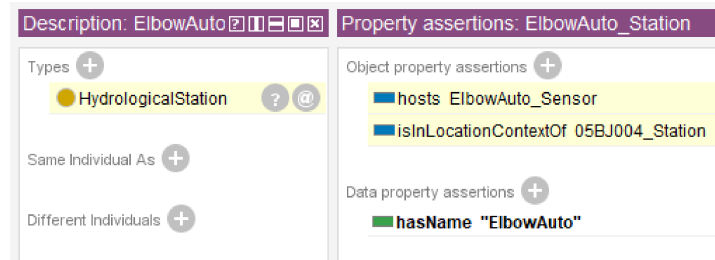 Description: ElbowAuto
Types
HydrologicalStation
Same Individual As
Different Individuals
Property assertions: ElbowAuto_Station
Object property assertions
hosts ElbowAuto_Sensor
isInLocationContextOf 05BJ004_Station
Data property assertions
hasName "ElbowAuto"